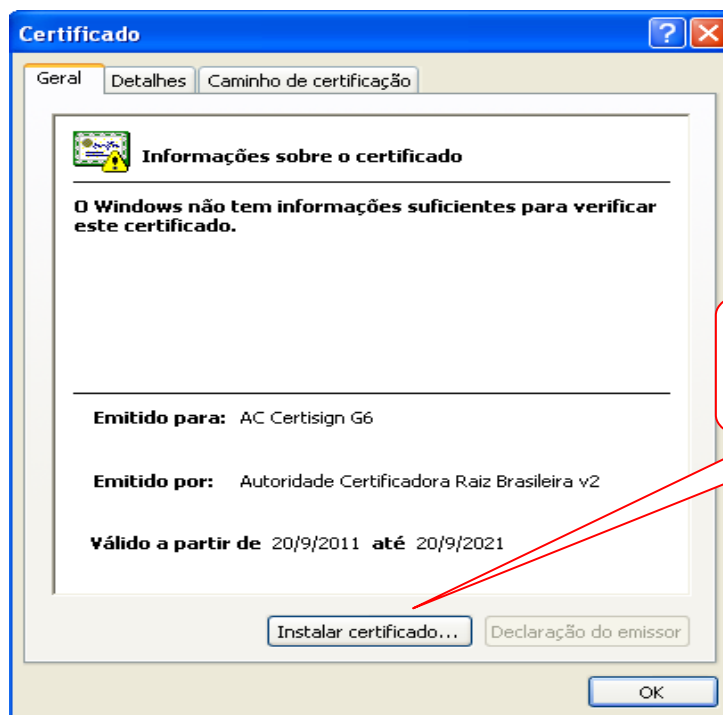 Certificado
Geral
Detalhes
Caminho de certificação
Informações sobre o certificado
O Windows não tem informações suficientes para verificar
este certificado.
Emitido para: AC Certisign G6
Emitido por: Autoridade Certificadora Raiz Brasileira v2
Válido a partir de 20/9/2011 até 20/9/2021
Instalar certificado...
Declaração do emissor
OK